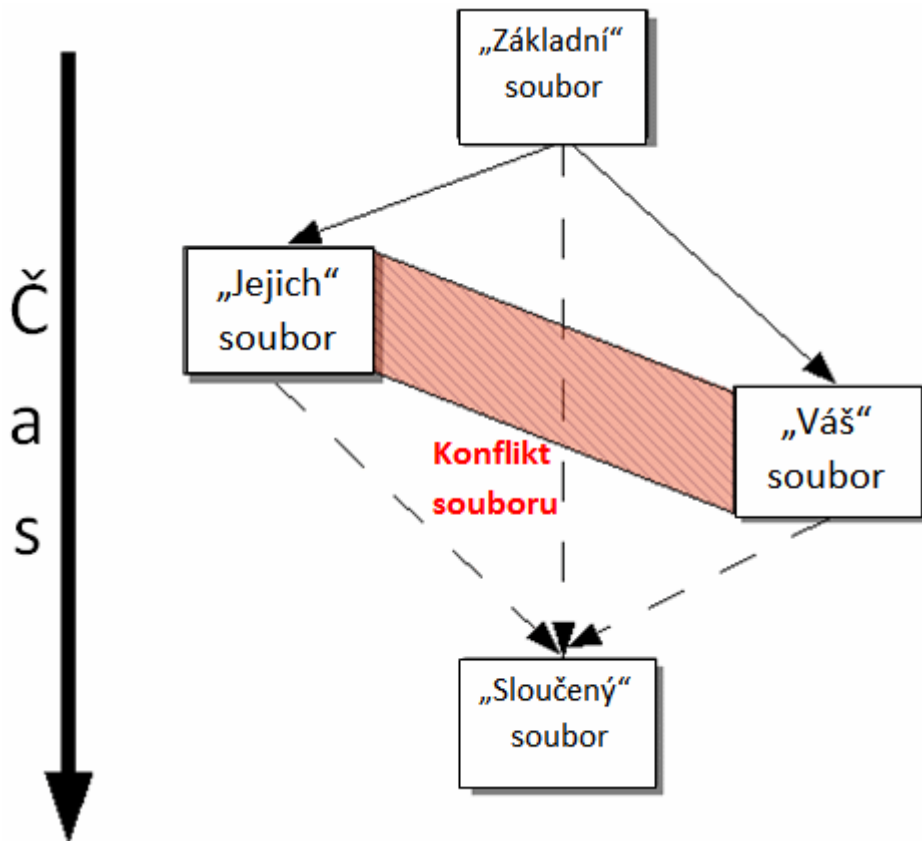 „Základní“
soubor
Č
a
s
„Jejich“
soubor
„Váš“
soubor
Konflikt
souboru
„Sloučený“
soubor